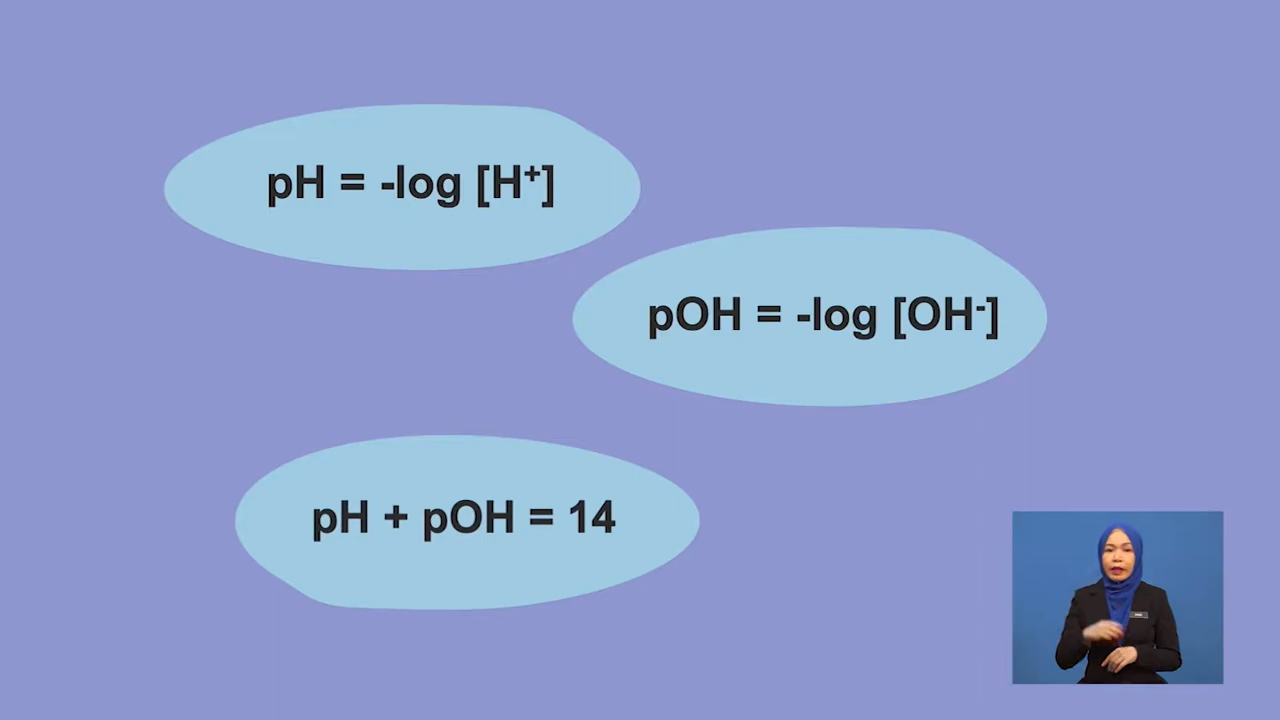 pH = -log [H⁺]
pOH = -log [OH⁻]
pH + pOH = 14